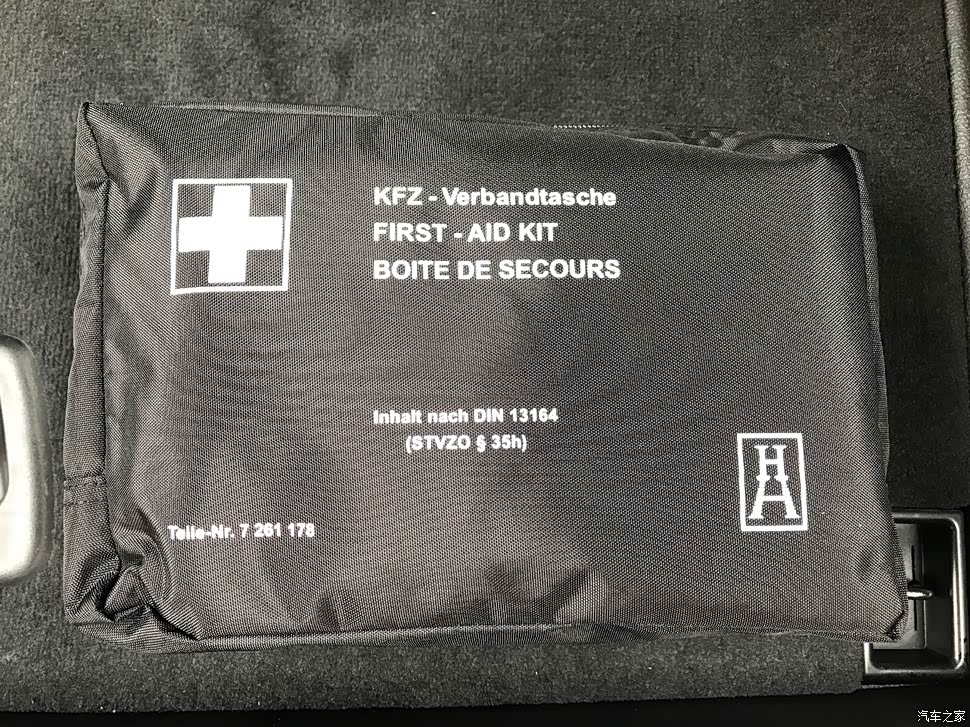 KFZ - Verbandtasche
FIRST - AID KIT
BOITE DE SECOURS
Inhalt nach DIN 13164
(STVZO § 35h)
Teile-Nr. 7 261 178
HA
汽车之家